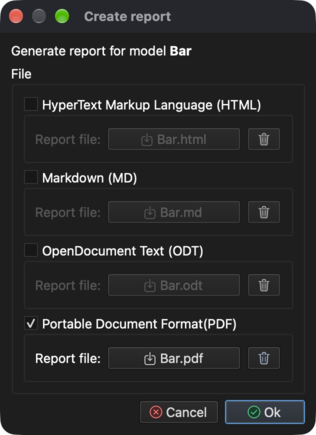 Create report
Generate report for model Bar
File
HyperText Markup Language (HTML)
Report file: Bar.html
Markdown (MD)
Report file: Bar.md
OpenDocument Text (ODT)
Report file: Bar.odt
Portable Document Format(PDF)
Report file: Bar.pdf
Cancel Ok